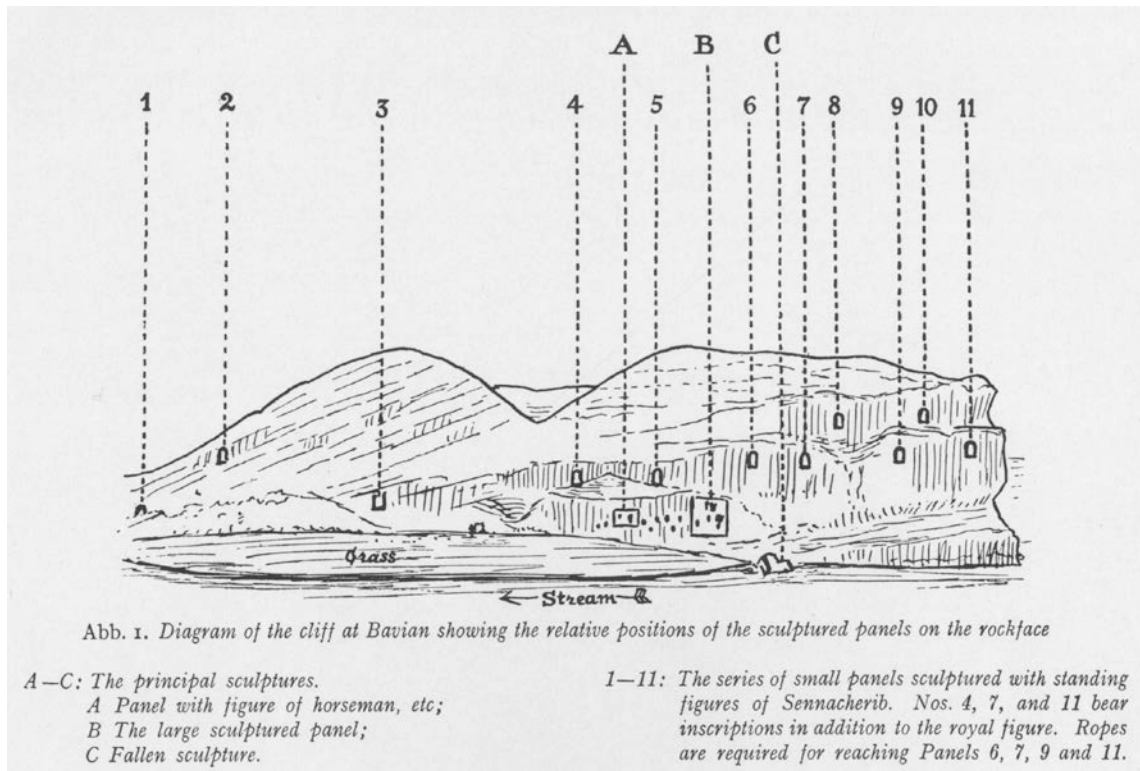 A B C
1 2 3 4 5 6 7 8 9 10 11
Grass
Stream
Abb. 1. Diagram of the cliff at Bavian showing the relative positions of the sculptured panels on the rockface
A—C: The principal sculptures.
A Panel with figure of horseman, etc;
B The large sculptured panel;
C Fallen sculpture.
1—11: The series of small panels sculptured with standing
figures of Sennacherib. Nos. 4, 7, and 11 bear
inscriptions in addition to the royal figure. Ropes
are required for reaching Panels 6, 7, 9 and 11.